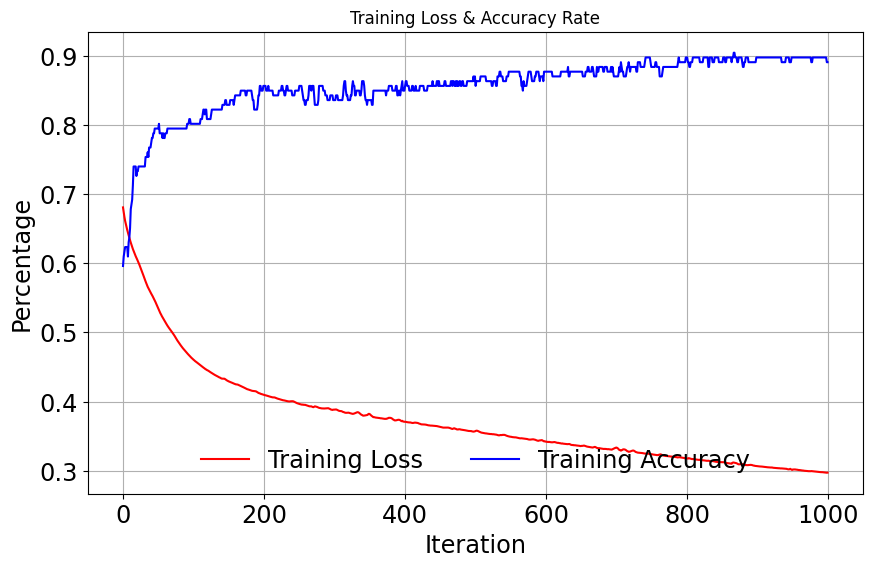 Training Loss & Accuracy Rate
Percentage
0.9
0.8
0.7
0.6
0.5
0.4
0.3
Training Loss Training Accuracy
0 200 400 600 800 1000
Iteration